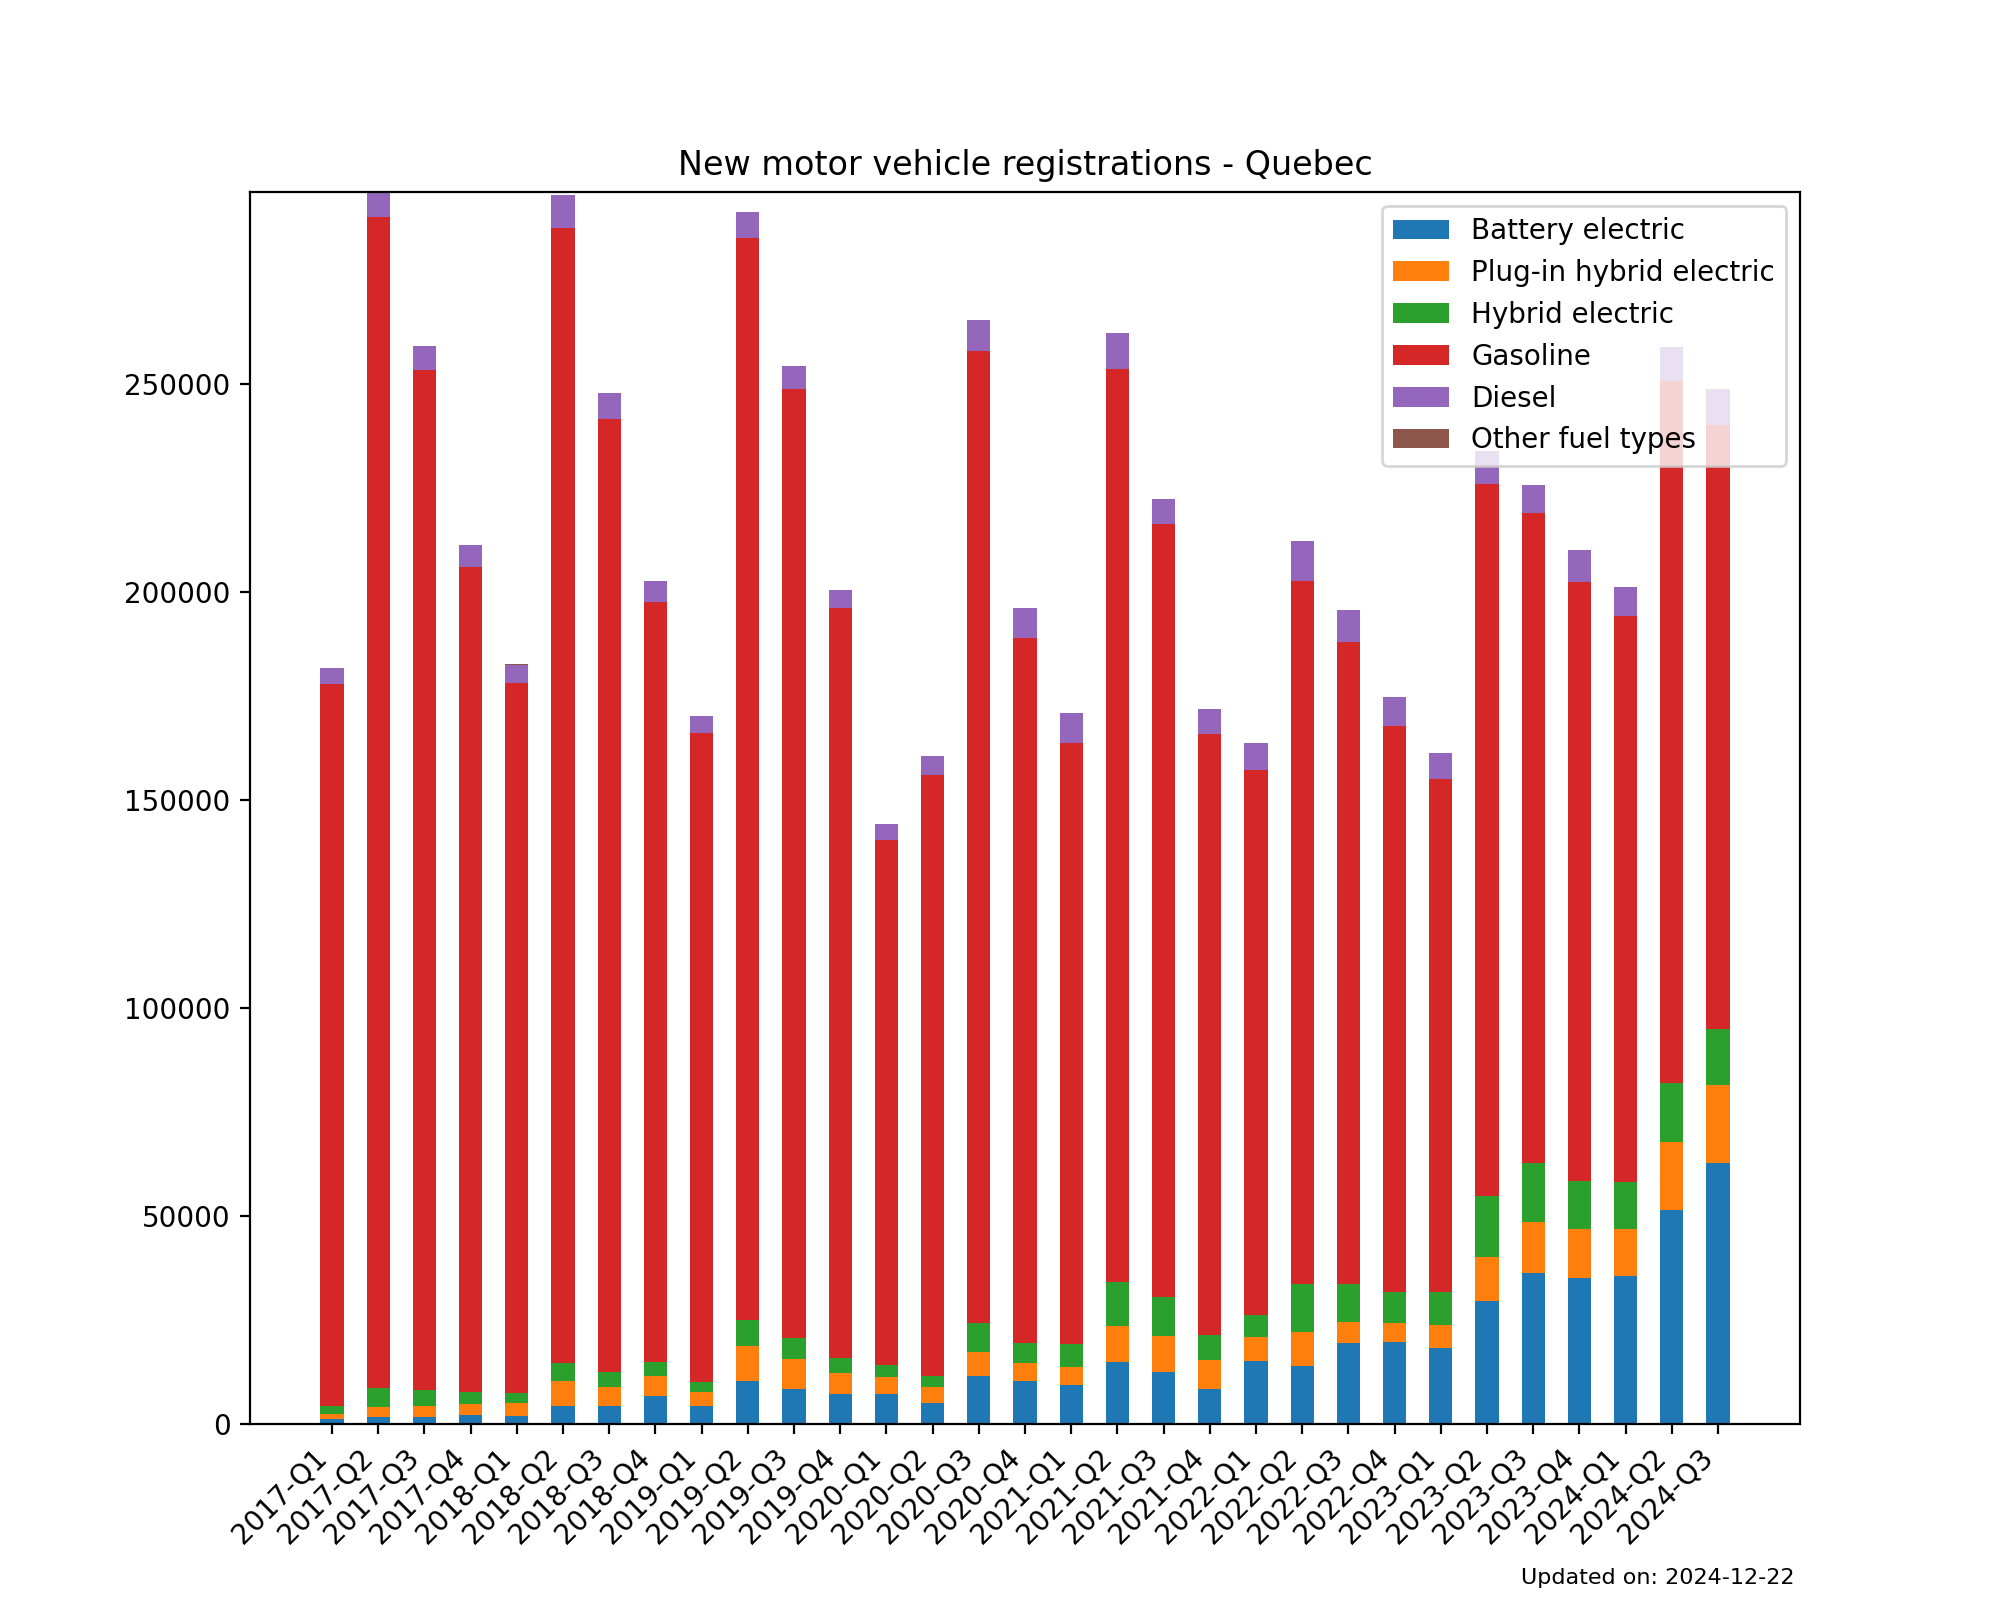 New motor vehicle registrations - Quebec
Battery electric
Plug-in hybrid electric
Hybrid electric
Gasoline
Diesel
Other fuel types
250000
200000
150000
100000
50000
0
2017-Q1
2017-Q2
2017-Q3
2017-Q4
2018-Q1
2018-Q2
2018-Q3
2018-Q4
2019-Q1
2019-Q2
2019-Q3
2019-Q4
2020-Q1
2020-Q2
2020-Q3
2020-Q4
2021-Q1
2021-Q2
2021-Q3
2021-Q4
2022-Q1
2022-Q2
2022-Q3
2022-Q4
2023-Q1
2023-Q2
2023-Q3
2023-Q4
2024-Q1
2024-Q2
2024-Q3
Updated on: 2024-12-22